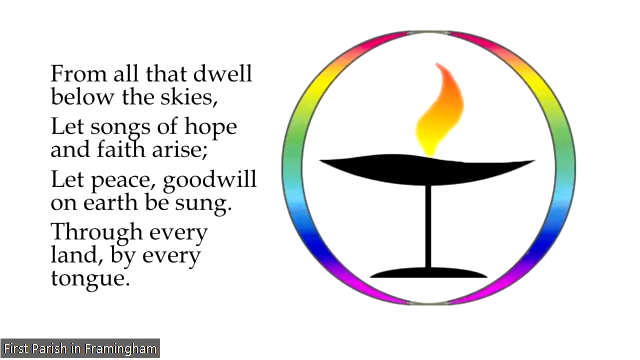 From all that dwell
below the skies,
Let songs of hope
and faith arise;
Let peace, goodwill
on earth be sung.
Through every
land, by every
tongue.
First Parish in Framingham